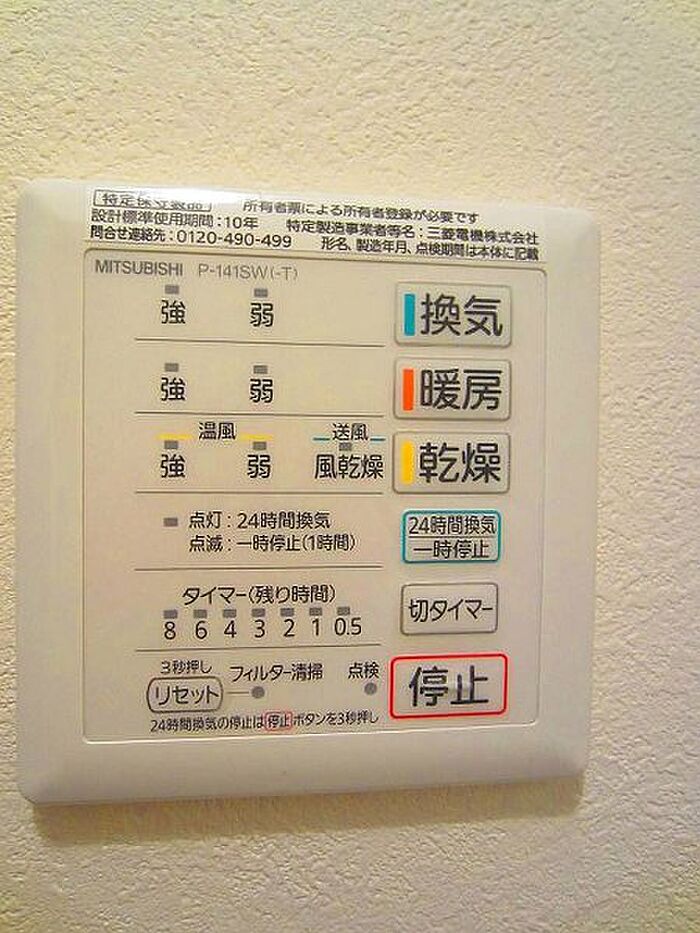 特定保守製品 所有者票による所有者登録が必要です
設計標準使用期間：10年 特定製造事業者等名：三菱電機株式会社
問合せ連絡先：0120-490-499 形名、製造年月、点検期間は本体に記載
MITSUBISHI P-141SW(-T)
強 弱 換気
強 弱 暖房
温風 送風
強 弱 風乾燥 乾燥
点灯：24時間換気
点滅：一時停止(1時間)
24時間換気
一時停止
タイマー(残り時間)
8 6 4 3 2 1 0.5
切タイマー
3秒押し
リセット フィルター清掃 点検
停止
24時間換気の停止は停止ボタンを3秒押し